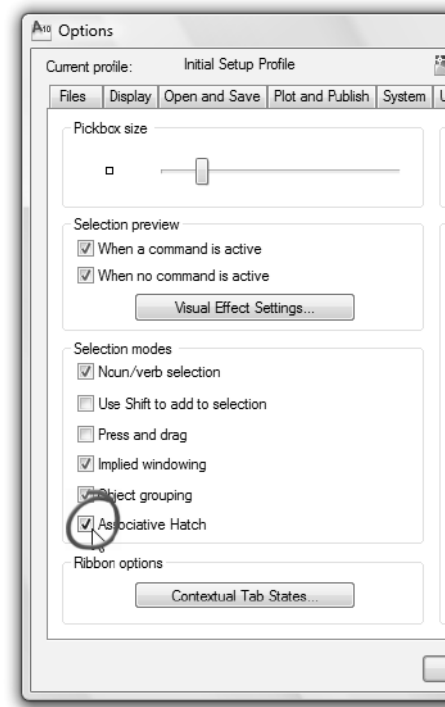 A10 Options
Current profile: Initial Setup Profile
Files Display Open and Save Plot and Publish System
Pickbox size
Selection preview
When a command is active
When no command is active
Visual Effect Settings...
Selection modes
Noun/verb selection
Use Shift to add to selection
Press and drag
Implied windowing
Object grouping
Associative Hatch
Ribbon options
Contextual Tab States...